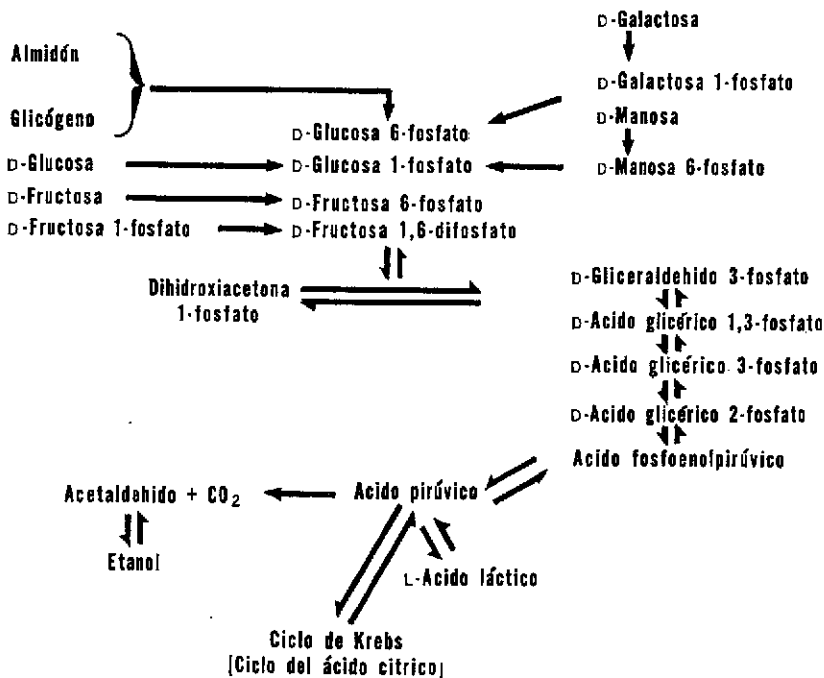 D-Galactosa
Almidón
D-Galactosa 1-fosfato
Glicógeno
D-Manosa
D-Glucosa 6-fosfato
D-Glucosa
D-Glucosa 1-fosfato
D-Manosa 6-fosfato
D-Fructosa
D-Fructosa 6-fosfato
D-Fructosa 1-fosfato
D-Fructosa 1,6-difosfato
Dihidroxiacetona
1-fosfato
D-Gliceraldehido 3-fosfato
D-Acido glicérico 1,3-fosfato
D-Acido glicérico 3-fosfato
D-Acido glicérico 2-fosfato
Acido fosfoenolpirúvico
Acetaldehido + CO₂
Acido pirúvico
Etanol
L-Acido láctico
Ciclo de Krebs
[Ciclo del ácido citrico]